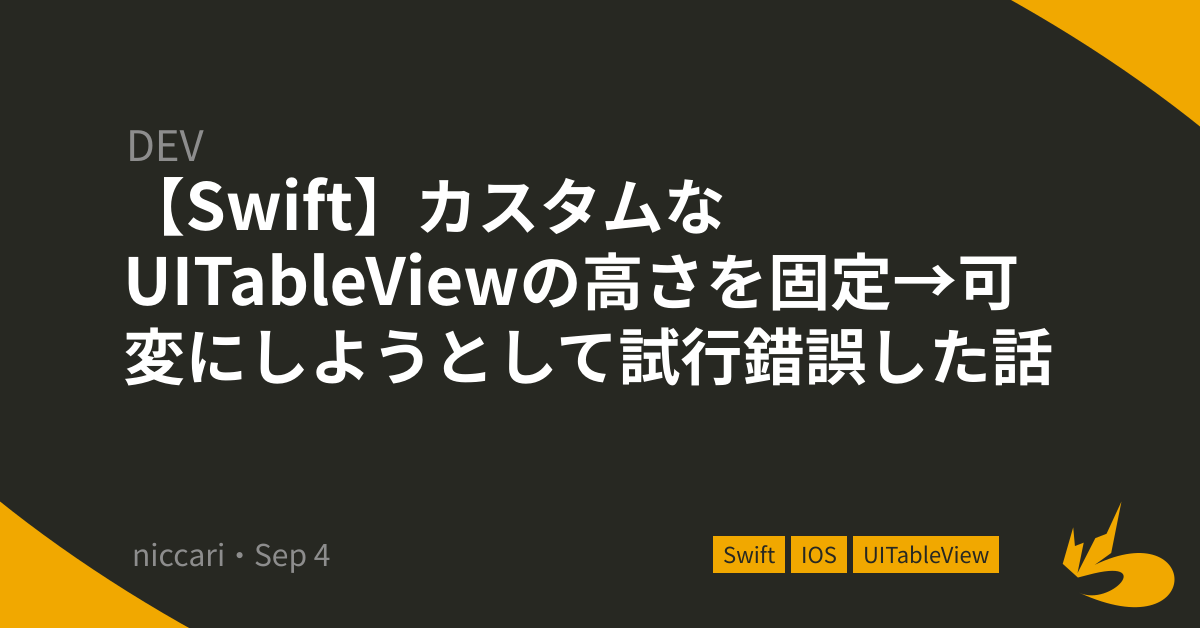 DEV
【Swift】カスタムな
UITableViewの高さを固定→可
変にしようとして試行錯誤した話
niccari・Sep 4
Swift IOS UITableView